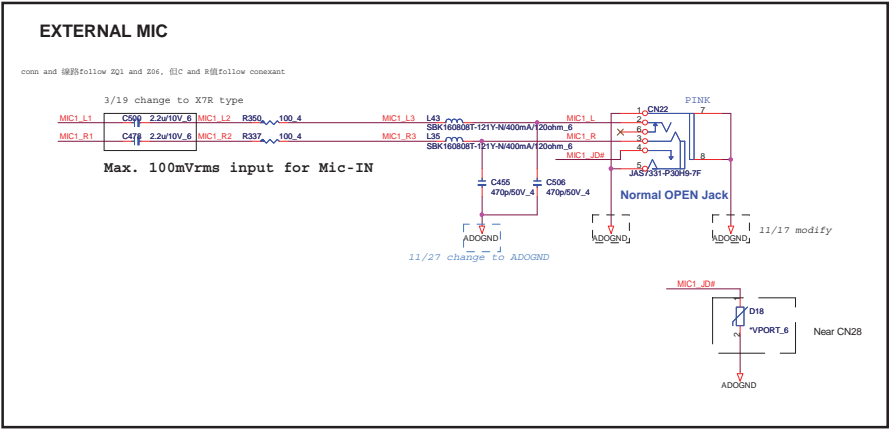 EXTERNAL MIC
conn and 線路follow ZQ1 and Z06, 但C and R值follow conexant
3/19 change to X7R type
MIC1_L1 C500 2.2u/10V_6 MIC1_L2 R350 100_4 MIC1_L3 L43 MIC1_L
SBK160808T-121Y-N/400mA/120ohm_6
MIC1_R1 C478 2.2u/10V_6 MIC1_R2 R337 100_4 MIC1_R3 L35 MIC1_R
SBK160808T-121Y-N/400mA/120ohm_6
MIC1_JD#
Max. 100mVrms input for Mic-IN
CN22 PINK
1
2
6
3
4
5
7
8
JAS7331-P30H9-7F
Normal OPEN Jack
C455
470p/50V_4
C506
470p/50V_4
ADOGND
11/27 change to ADOGND
ADOGND
ADOGND
11/17 modify
MIC1_JD#
1
D18
*VPORT_6
2
Near CN28
ADOGND